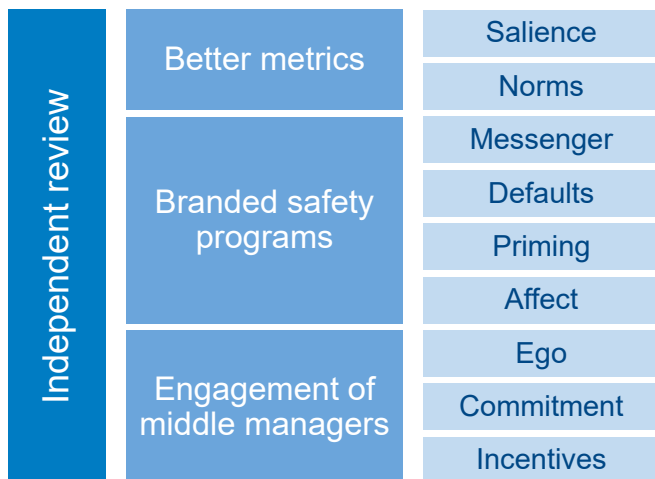 Independent review
Better metrics
Branded safety
programs
Engagement of
middle managers
Salience
Norms
Messenger
Defaults
Priming
Affect
Ego
Commitment
Incentives